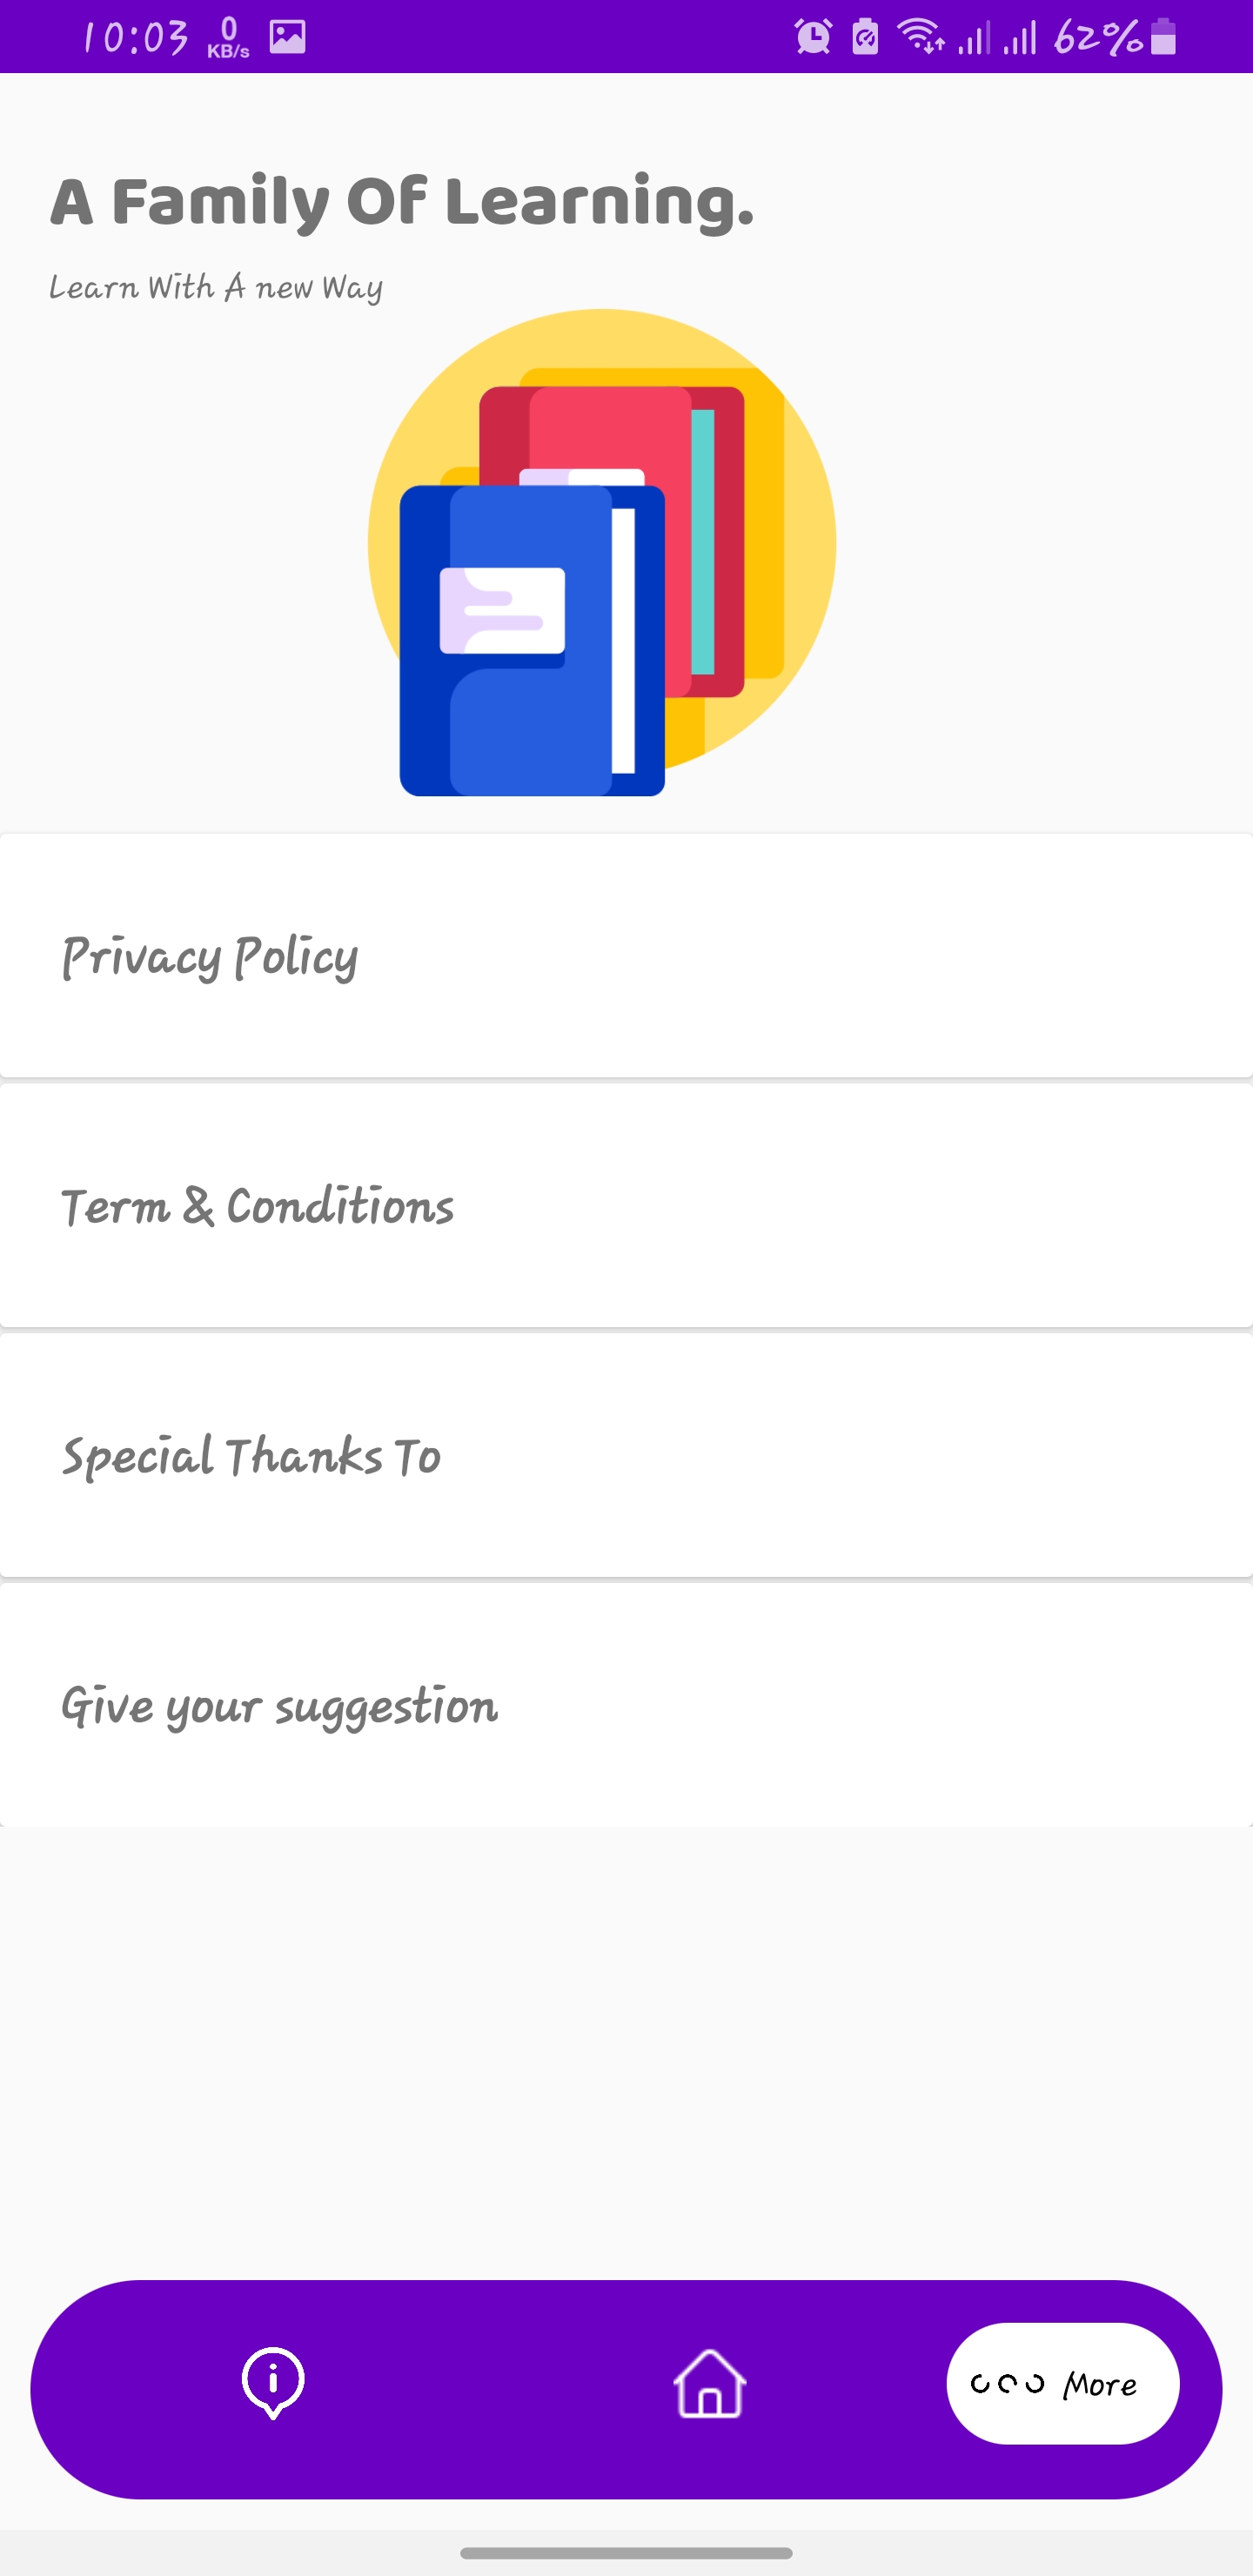 10:03 0 KB/s 62%
A Family Of Learning.
Learn With A new Way
Privacy Policy
Term & Conditions
Special Thanks To
Give your suggestion
More